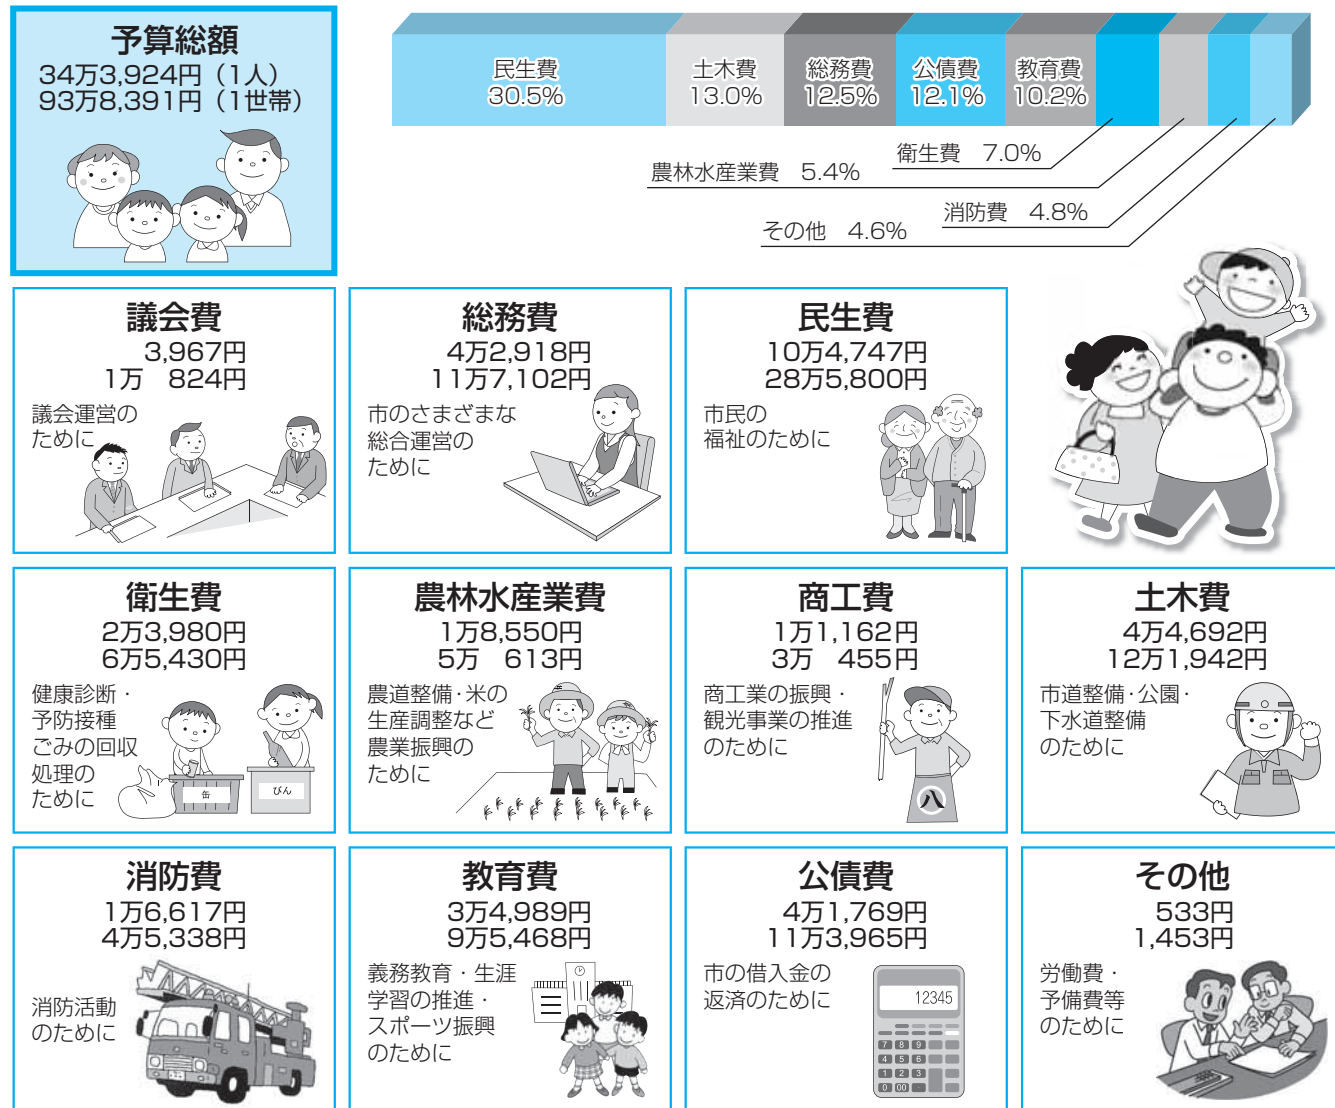 予算総額
34万3,924円（1人）
93万8,391円（1世帯）
民生費
30.5%
土木費
13.0%
総務費
12.5%
公債費
12.1%
教育費
10.2%
衛生費　7.0%
農林水産業費　5.4%
消防費　4.8%
その他　4.6%
議会費
3,967円
1万　824円
議会運営の
ために
総務費
4万2,918円
11万7,102円
市のさまざまな
総合運営の
ために
民生費
10万4,747円
28万5,800円
市民の
福祉のために
衛生費
2万3,980円
6万5,430円
健康診断・
予防接種
ごみの回収
処理の
ために
缶
びん
農林水産業費
1万8,550円
5万　613円
農道整備・米の
生産調整など
農業振興の
ために
商工費
1万1,162円
3万　455円
商工業の振興・
観光事業の推進
のために
八
土木費
4万4,692円
12万1,942円
市道整備・公園・
下水道整備
のために
消防費
1万6,617円
4万5,338円
消防活動
のために
教育費
3万4,989円
9万5,468円
義務教育・生涯
学習の推進・
スポーツ振興
のために
公債費
4万1,769円
11万3,965円
市の借入金の
返済のために
12345
7 8 9
4 5 6
1 2 3
0 00 ·
その他
533円
1,453円
労働費・
予備費等
のために